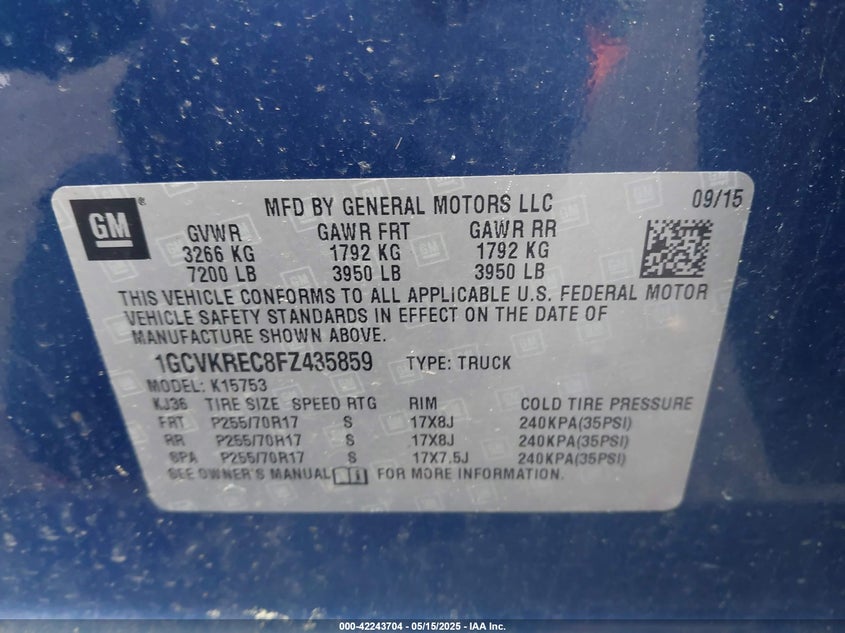 GM
®
MFD BY GENERAL MOTORS LLC
09/15
GVWR GAWR FRT GAWR RR
3266 KG 1792 KG 1792 KG
7200 LB 3950 LB 3950 LB
THIS VEHICLE CONFORMS TO ALL APPLICABLE U.S. FEDERAL MOTOR
VEHICLE SAFETY STANDARDS IN EFFECT ON THE DATE OF
MANUFACTURE SHOWN ABOVE.
1GCVKREC8FZ435859 TYPE: TRUCK
MODEL: K15753
KJ36 TIRE SIZE SPEED RTG RIM COLD TIRE PRESSURE
FRT P255/70R17 S 17X8J 240KPA(35PSI)
RR P255/70R17 S 17X8J 240KPA(35PSI)
SPA P255/70R17 S 17X7.5J 240KPA(35PSI)
SEE OWNER'S MANUAL FOR MORE INFORMATION.
000-42243704 - 05/15/2025 - IAA Inc.